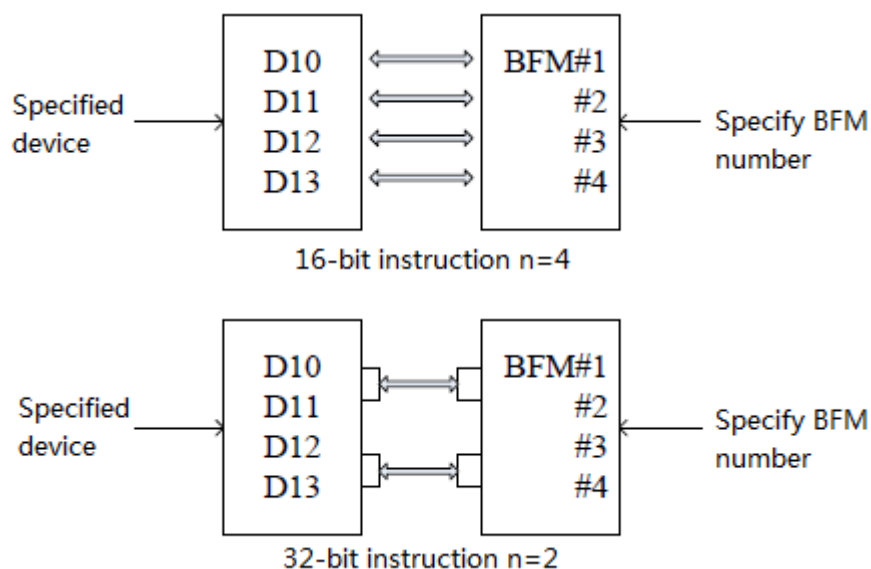 D10 BFM#1
Specified device
D11 #2
D12 #3
Specify BFM number
D13 #4
16-bit instruction n=4
D10 BFM#1
Specified device
D11 #2
D12 #3
Specify BFM number
D13 #4
32-bit instruction n=2